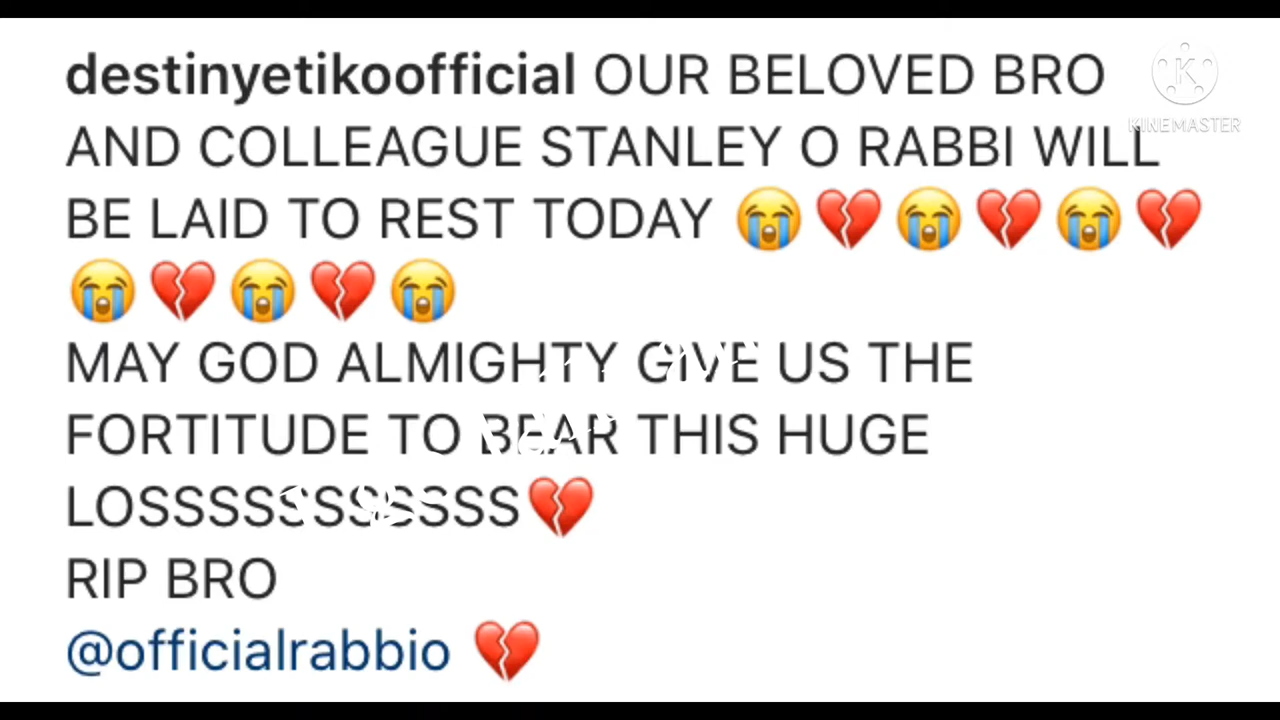 destinyetikoofficial OUR BELOVED BRO
AND COLLEAGUE STANLEY O RABBI WILL
BE LAID TO REST TODAY 😭💔😭💔😭💔
😭💔😭💔😭
MAY GOD ALMIGHTY GIVE US THE
FORTITUDE TO BEAR THIS HUGE
LOSSSSSSSSSSS💔
RIP BRO
@officialrabbio 💔
K
KINEMASTER